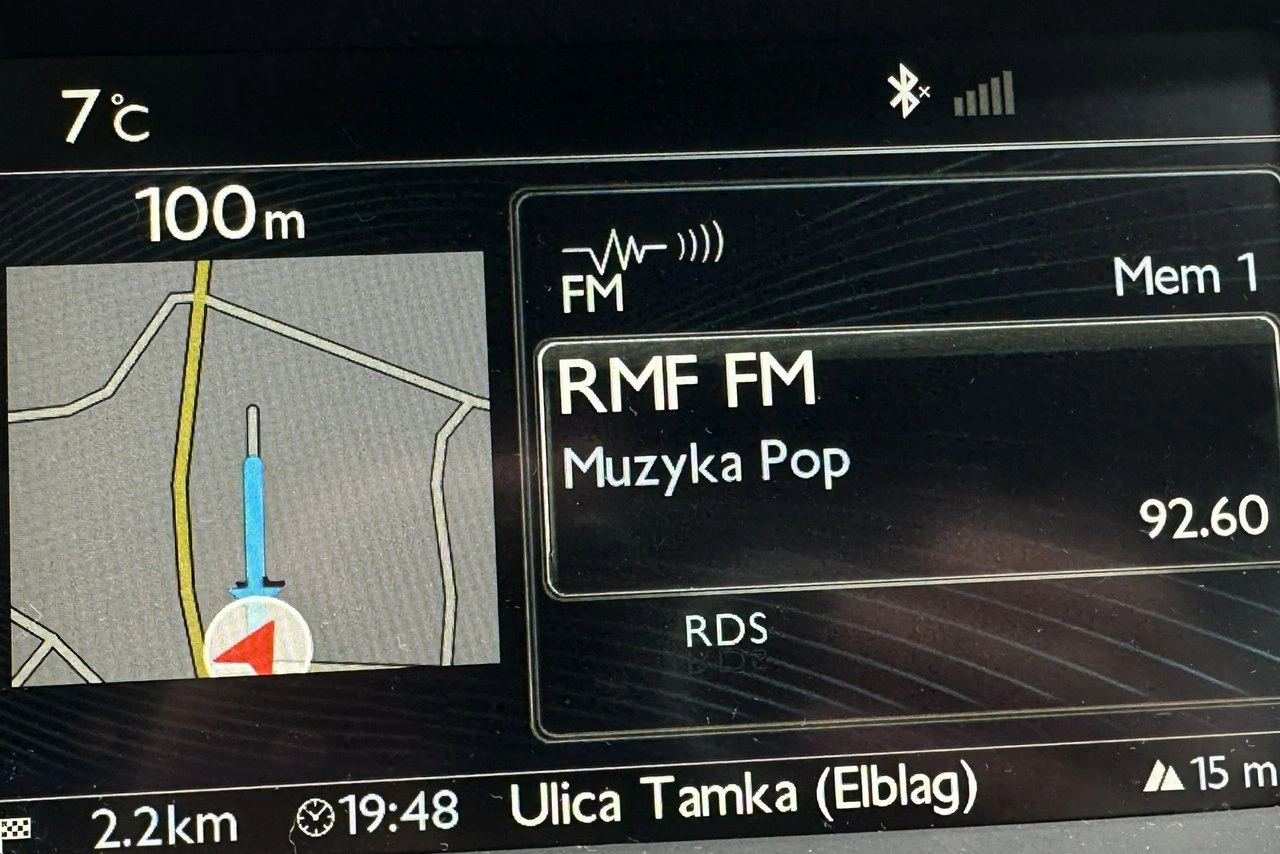 7°C
100 m
FM
Mem 1
RMF FM
Muzyka Pop
92.60
RDS
2.2km 19:48 Ulica Tamka (Elblag) 15 m